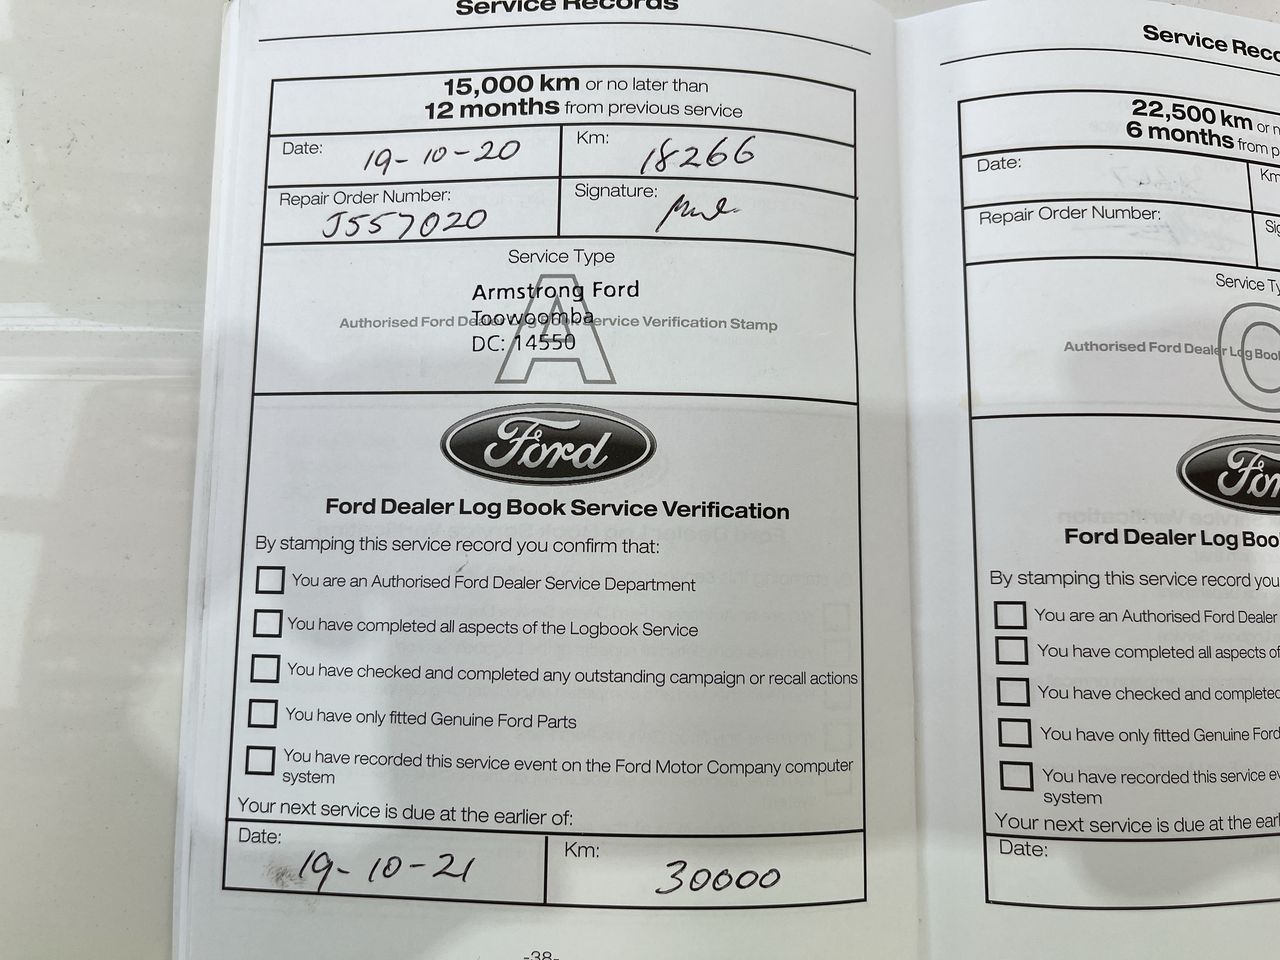 Service Records
15,000 km or no later than
12 months from previous service
Date: 19-10-20
Km: 18266
Repair Order Number: J557020
Signature:
Service Type
A
Authorised Ford Dealer Log Book Service Verification Stamp
Armstrong Ford
Toowoomba
DC: 14550
Ford
Ford Dealer Log Book Service Verification
By stamping this service record you confirm that:
You are an Authorised Ford Dealer Service Department
You have completed all aspects of the Logbook Service
You have checked and completed any outstanding campaign or recall actions
You have only fitted Genuine Ford Parts
You have recorded this service event on the Ford Motor Company computer
system
Your next service is due at the earlier of:
Date: 19-10-21
Km: 30000
-38-
Service Reco
22,500 km or n
6 months from p
Date:
Km
Repair Order Number:
Sig
Service Ty
Authorised Ford Dealer Log Book
Ford Dealer Log Boo
By stamping this service record you
You are an Authorised Ford Dealer
You have completed all aspects of
You have checked and completed
You have only fitted Genuine Ford
You have recorded this service ev
system
Your next service is due at the earl
Date: